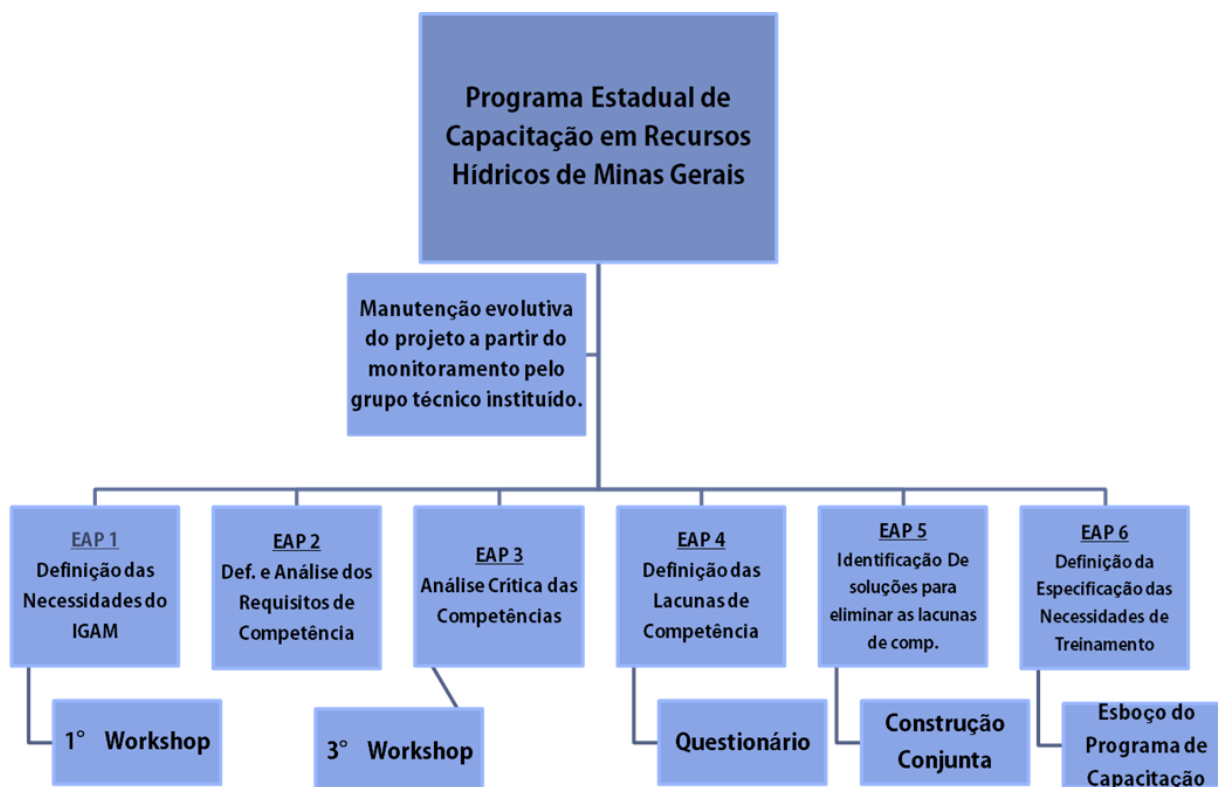 Programa Estadual de
Capacitação em Recursos
Hídricos de Minas Gerais
Manutenção evolutiva
do projeto a partir do
monitoramento pelo
grupo técnico instituído.
EAP 1
Definição das
Necessidades do
IGAM
EAP 2
Def. e Análise dos
Requisitos de
Competência
EAP 3
Análise Crítica das
Competências
EAP 4
Definição das
Lacunas de
Competência
EAP 5
Identificação De
soluções para
eliminar as lacunas
de comp.
EAP 6
Definição da
Especificação das
Necessidades de
Treinamento
1° Workshop
3° Workshop
Questionário
Construção
Conjunta
Esboço do
Programa de
Capacitação